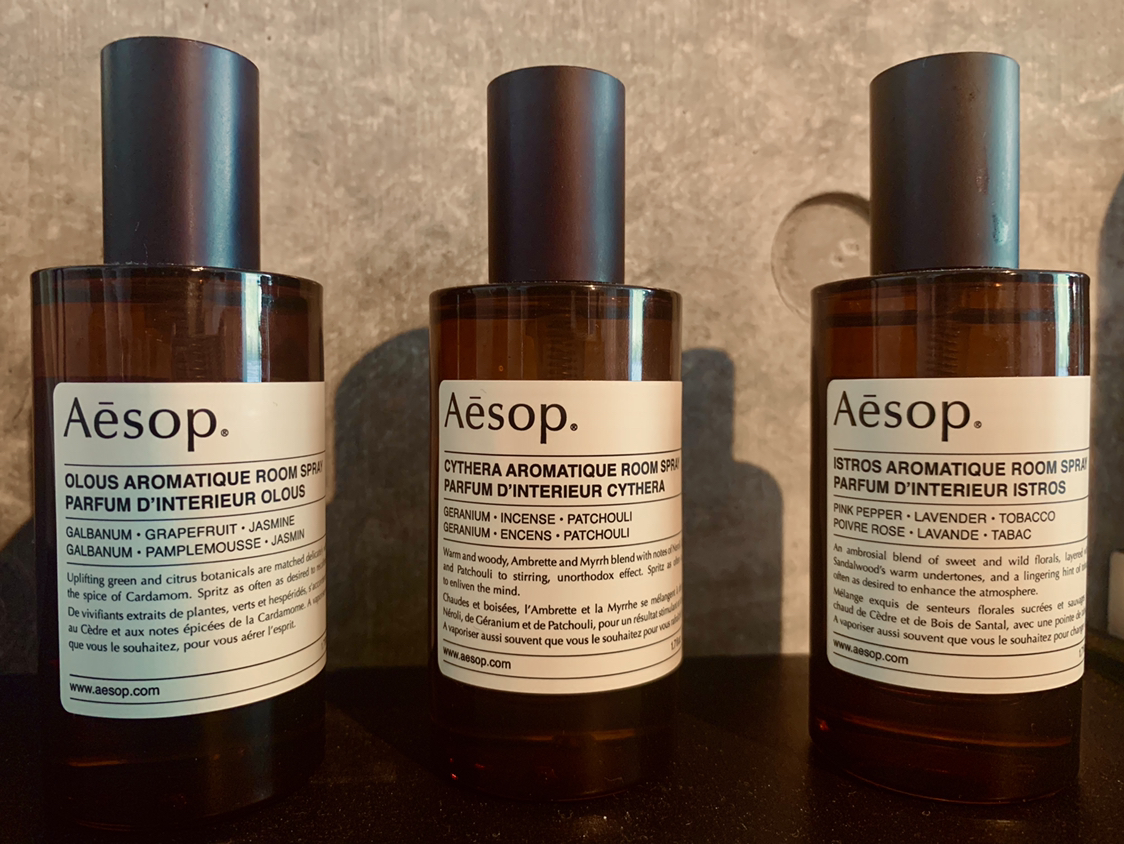 Aēsop®
OLOUS AROMATIQUE ROOM SPRAY
PARFUM D'INTERIEUR OLOUS
GALBANUM • GRAPEFRUIT • JASMINE
GALBANUM • PAMPLEMOUSSE • JASMIN
Uplifting green and citrus botanicals are matched
the spice of Cardamom. Spritz as often as desired to
De vivifiants extraits de plantes, verts et hespéridés,
au Cèdre et aux notes épicées de la Cardamome. A
que vous le souhaitez, pour vous aérer l'esprit.
www.aesop.com
Aēsop®
CYTHERA AROMATIQUE ROOM SPRAY
PARFUM D'INTERIEUR CYTHERA
GERANIUM • INCENSE • PATCHOULI
GERANIUM • ENCENS • PATCHOULI
Warm and woody, Ambrette and Myrrh blend with notes of
and Patchouli to stirring, unorthodox effect. Spritz as
to enliven the mind.
Chaudes et boisées, l'Ambrette et la Myrrhe se mélangent
Néroli, de Géranium et de Patchouli, pour un résultat
A vaporiser aussi souvent que vous le souhaitez pour vous
www.aesop.com
Aēsop®
ISTROS AROMATIQUE ROOM SPRAY
PARFUM D'INTERIEUR ISTROS
PINK PEPPER • LAVENDER • TOBACCO
POIVRE ROSE • LAVANDE • TABAC
An ambrosial blend of sweet and wild florals, layered
Sandalwood's warm undertones, and a lingering hint of
often as desired to enhance the atmosphere.
Mélange exquis de senteurs florales sucrées et
chaud de Cèdre et de Bois de Santal, avec une pointe de
A vaporiser aussi souvent que vous le souhaitez pour
www.aesop.com